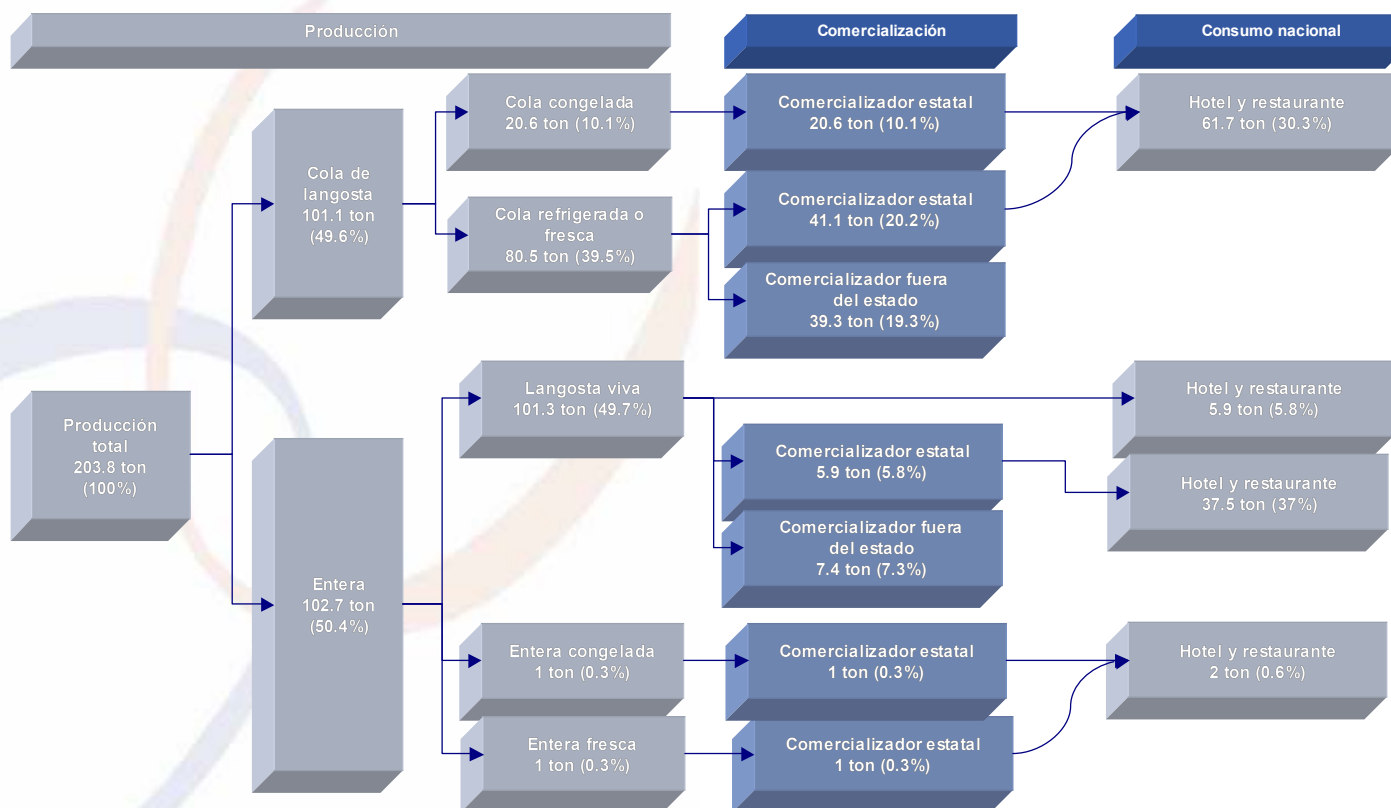 Producción
Comercialización
Consumo nacional
Cola congelada
20.6 ton (10.1%)
Comercializador estatal
20.6 ton (10.1%)
Hotel y restaurante
61.7 ton (30.3%)
Cola de
langosta
101.1 ton
(49.6%)
Cola refrigerada o
fresca
80.5 ton (39.5%)
Comercializador estatal
41.1 ton (20.2%)
Comercializador fuera
del estado
39.3 ton (19.3%)
Producción
total
203.8 ton
(100%)
Langosta viva
101.3 ton (49.7%)
Hotel y restaurante
5.9 ton (5.8%)
Comercializador estatal
5.9 ton (5.8%)
Hotel y restaurante
37.5 ton (37%)
Comercializador fuera
del estado
7.4 ton (7.3%)
Entera
102.7 ton
(50.4%)
Entera congelada
1 ton (0.3%)
Comercializador estatal
1 ton (0.3%)
Hotel y restaurante
2 ton (0.6%)
Entera fresca
1 ton (0.3%)
Comercializador estatal
1 ton (0.3%)